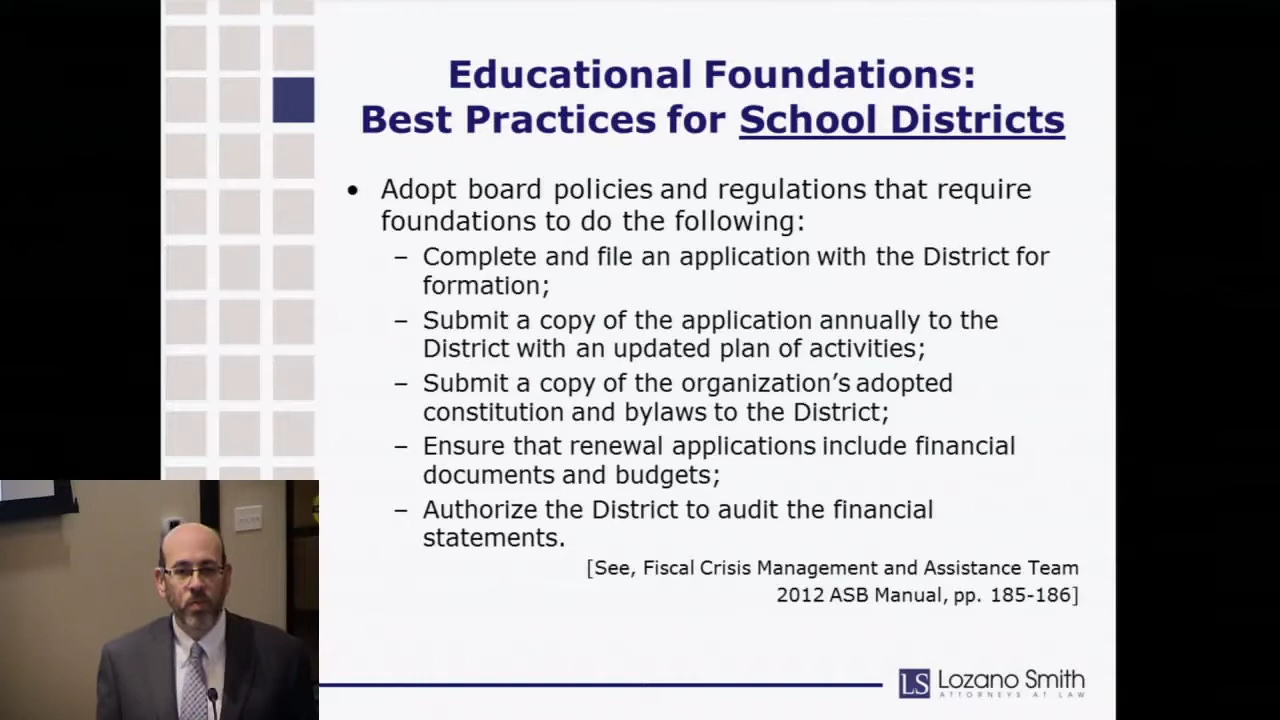 Educational Foundations:
Best Practices for School Districts
• Adopt board policies and regulations that require
foundations to do the following:
– Complete and file an application with the District for
formation;
– Submit a copy of the application annually to the
District with an updated plan of activities;
– Submit a copy of the organization’s adopted
constitution and bylaws to the District;
– Ensure that renewal applications include financial
documents and budgets;
– Authorize the District to audit the financial
statements.
[See, Fiscal Crisis Management and Assistance Team
2012 ASB Manual, pp. 185-186]
LS Lozano Smith
ATTORNEYS AT LAW